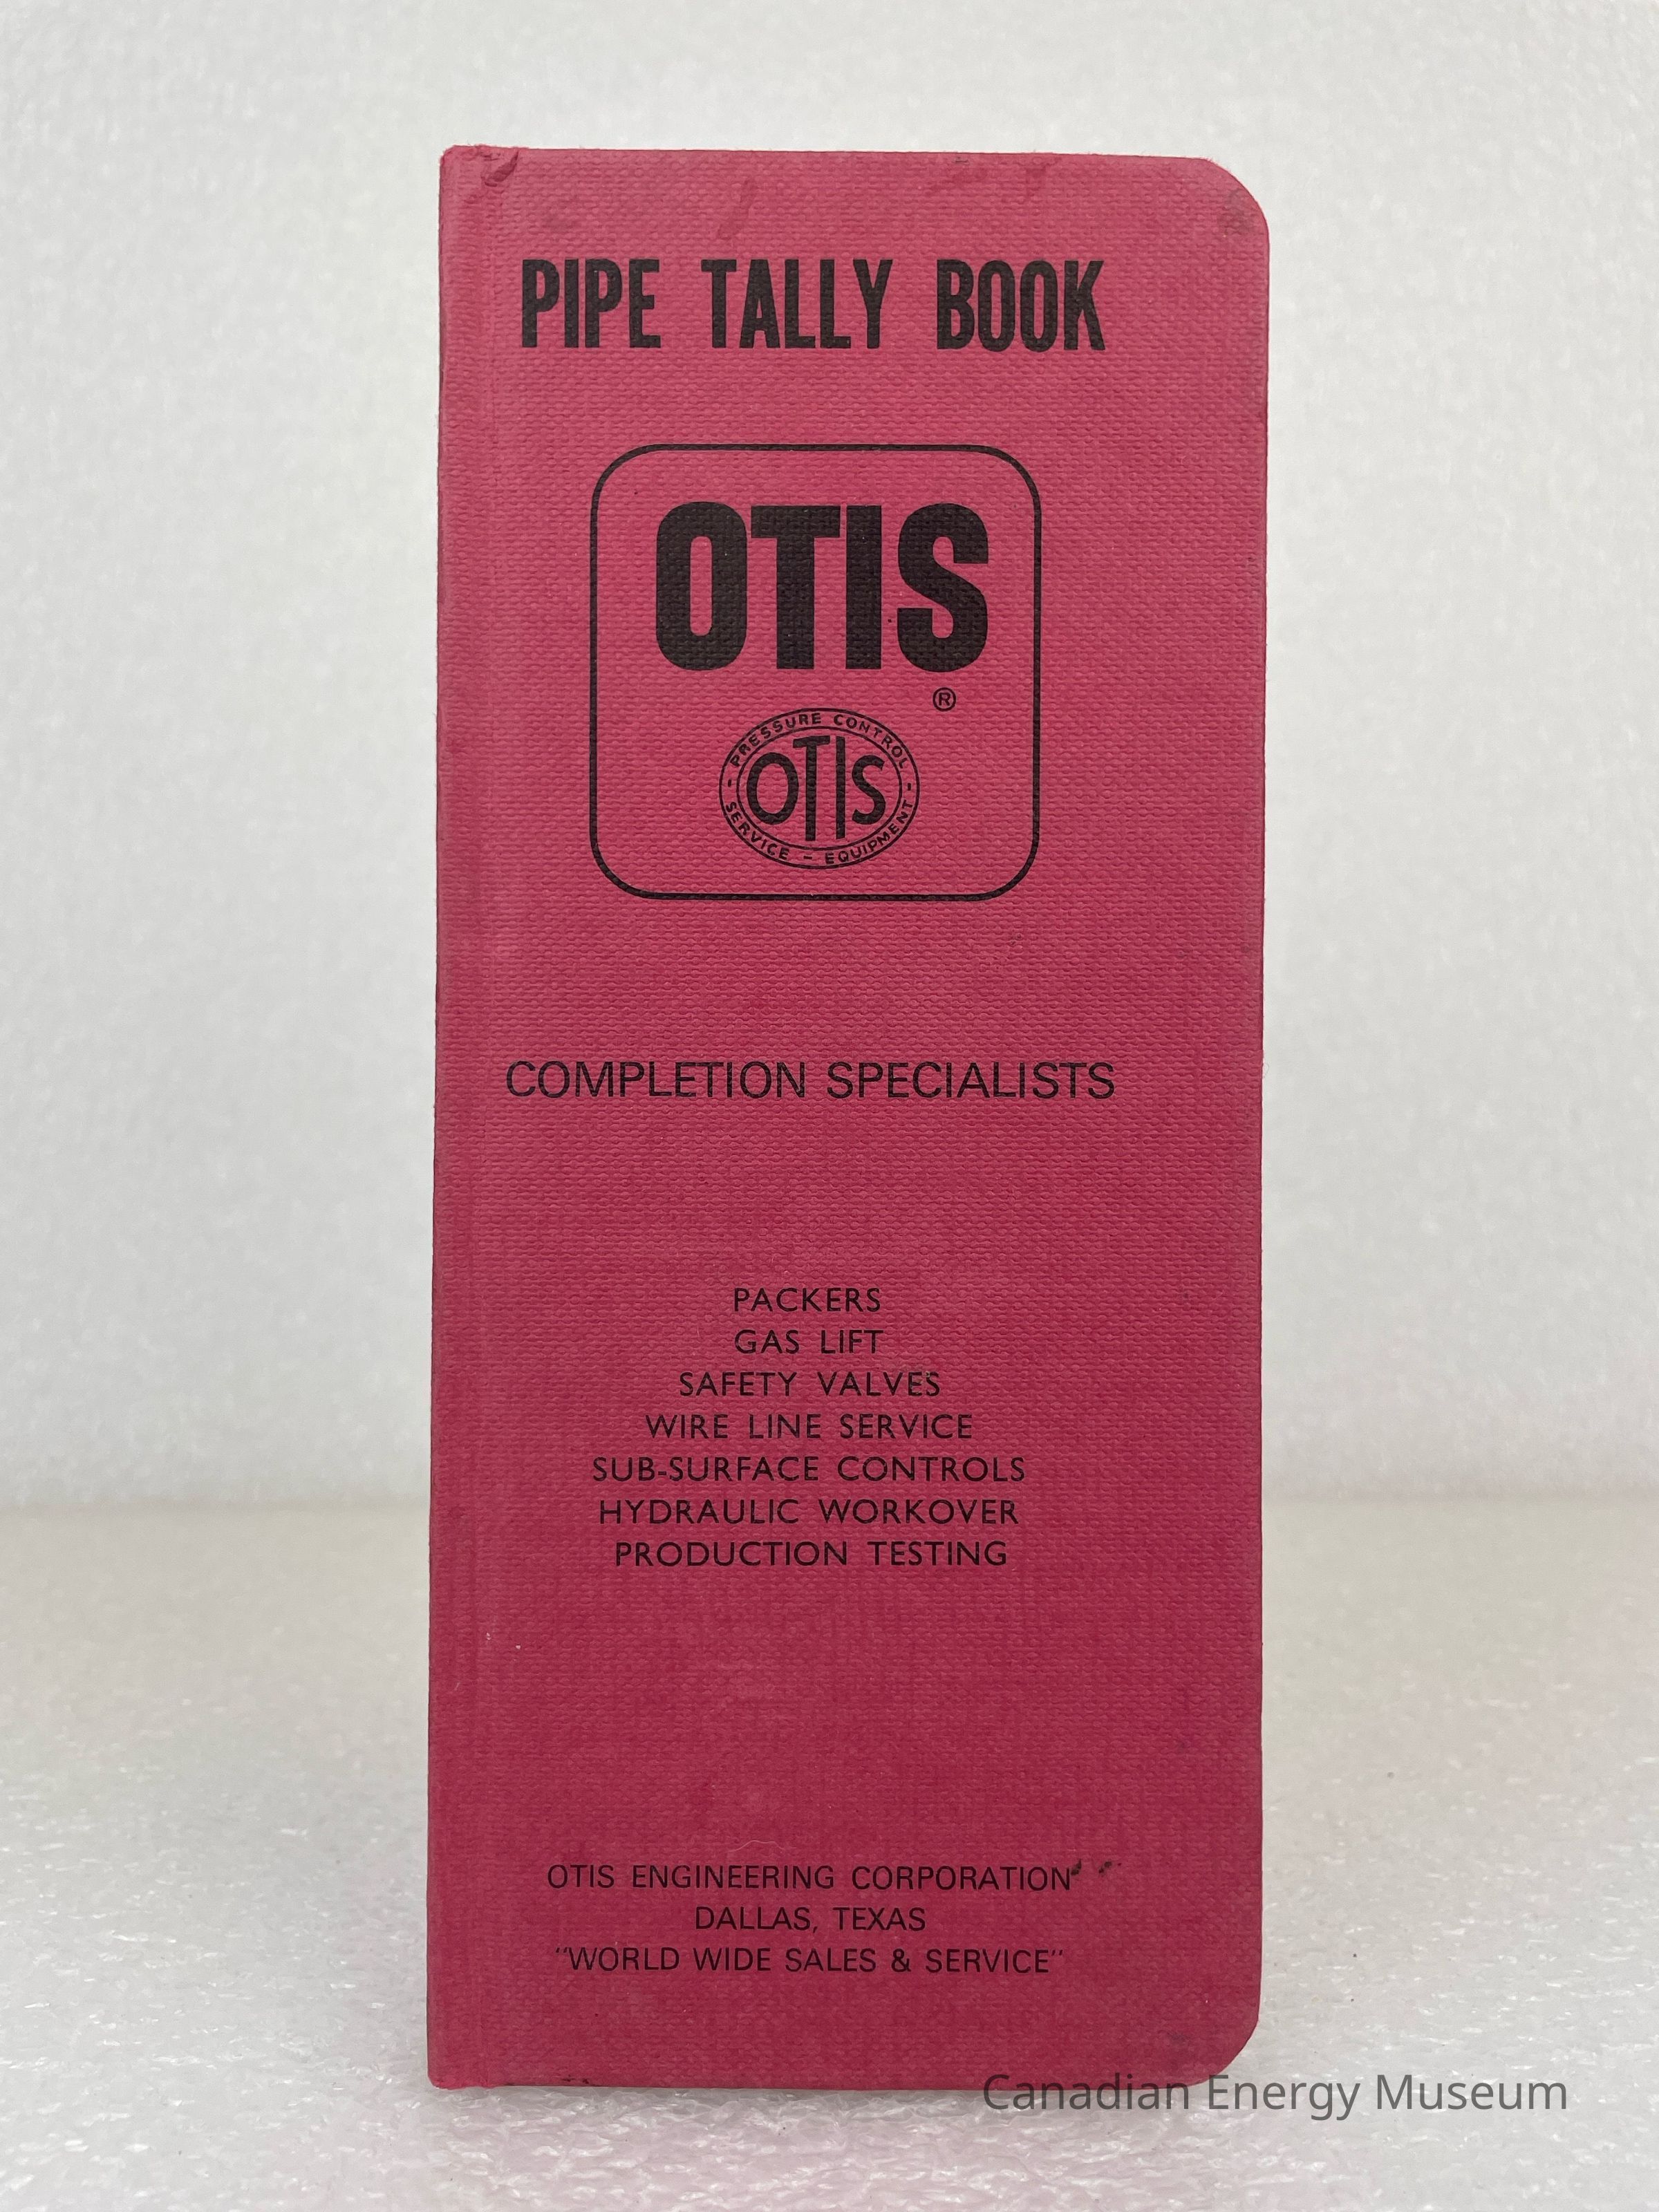 PIPE TALLY BOOK
OTIS
®
PRESSURE CONTROL
OTIS
- SERVICE - EQUIPMENT -
COMPLETION SPECIALISTS
PACKERS
GAS LIFT
SAFETY VALVES
WIRE LINE SERVICE
SUB-SURFACE CONTROLS
HYDRAULIC WORKOVER
PRODUCTION TESTING
OTIS ENGINEERING CORPORATION
DALLAS, TEXAS
"WORLD WIDE SALES & SERVICE"
Canadian Energy Museum